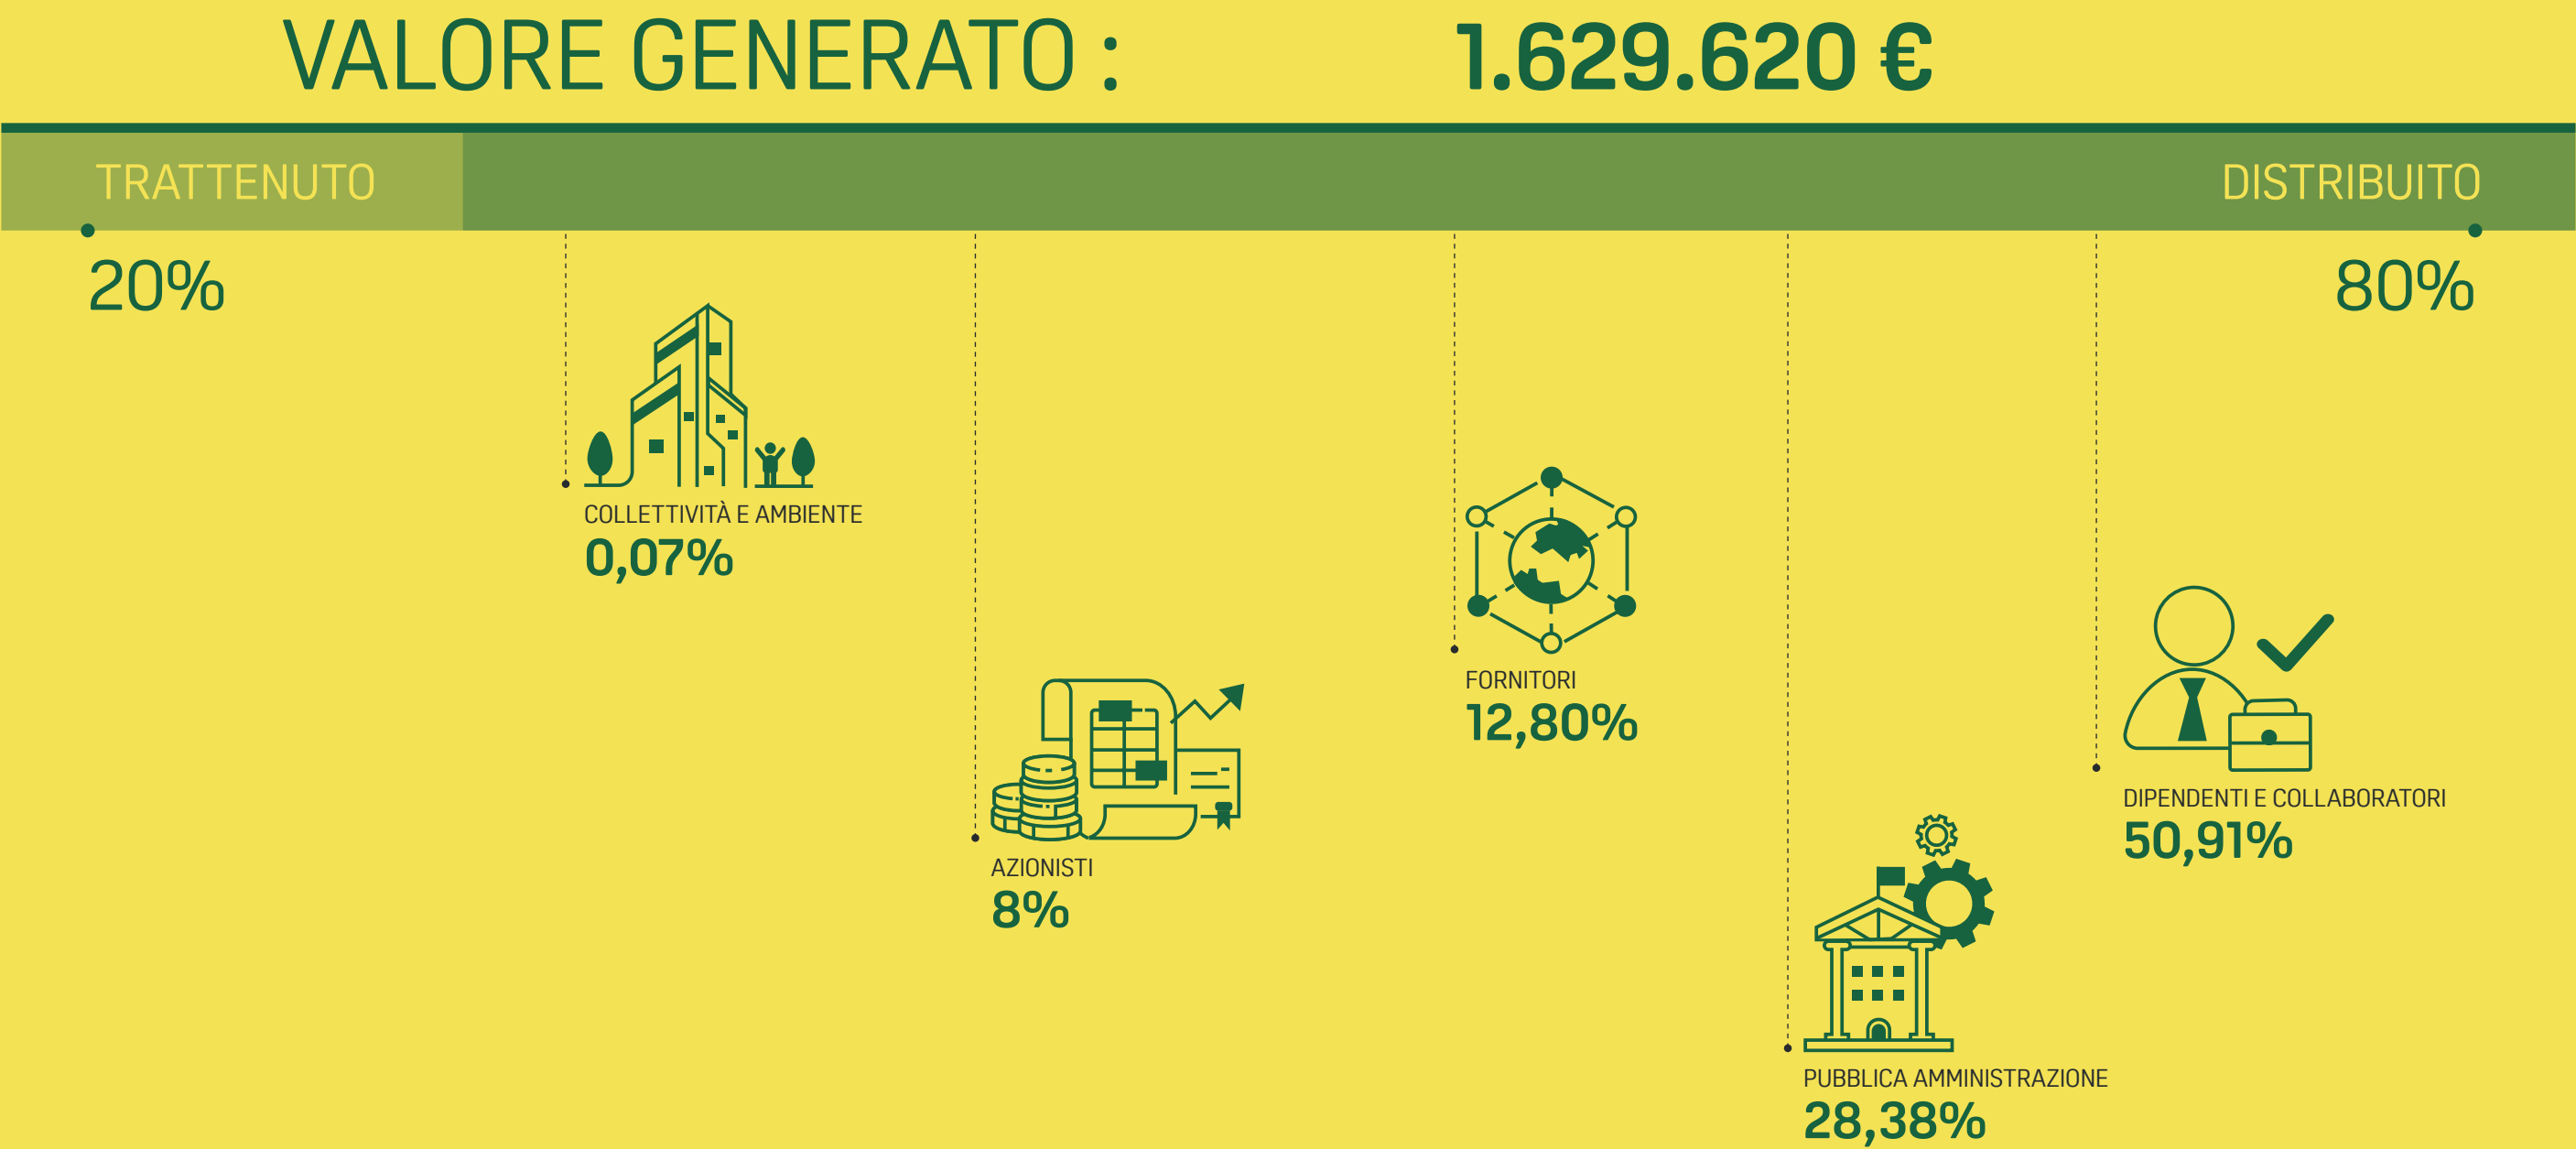 VALORE GENERATO : 1.629.620 €
TRATTENUTO
DISTRIBUITO
20%
80%
COLLETTIVITÀ E AMBIENTE
0,07%
AZIONISTI
8%
FORNITORI
12,80%
PUBBLICA AMMINISTRAZIONE
28,38%
DIPENDENTI E COLLABORATORI
50,91%